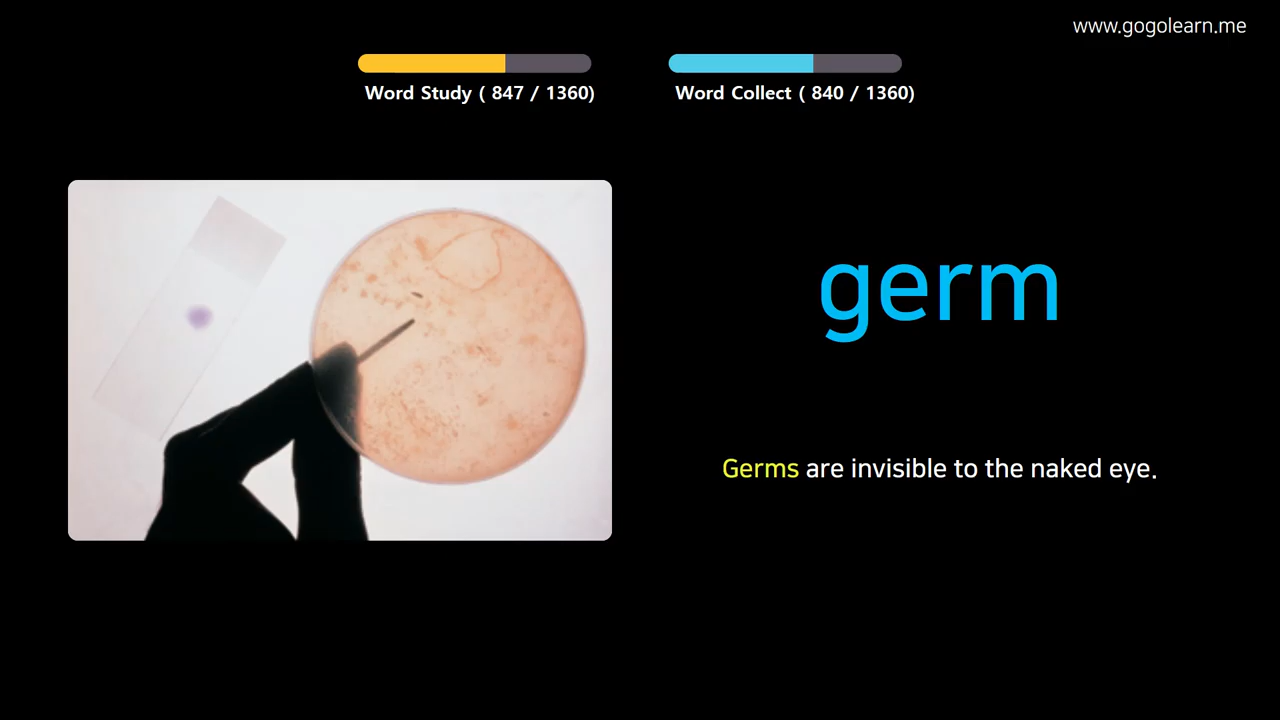 www.gogolearn.me
Word Study ( 847 / 1360)
Word Collect ( 840 / 1360)
germ
Germs are invisible to the naked eye.